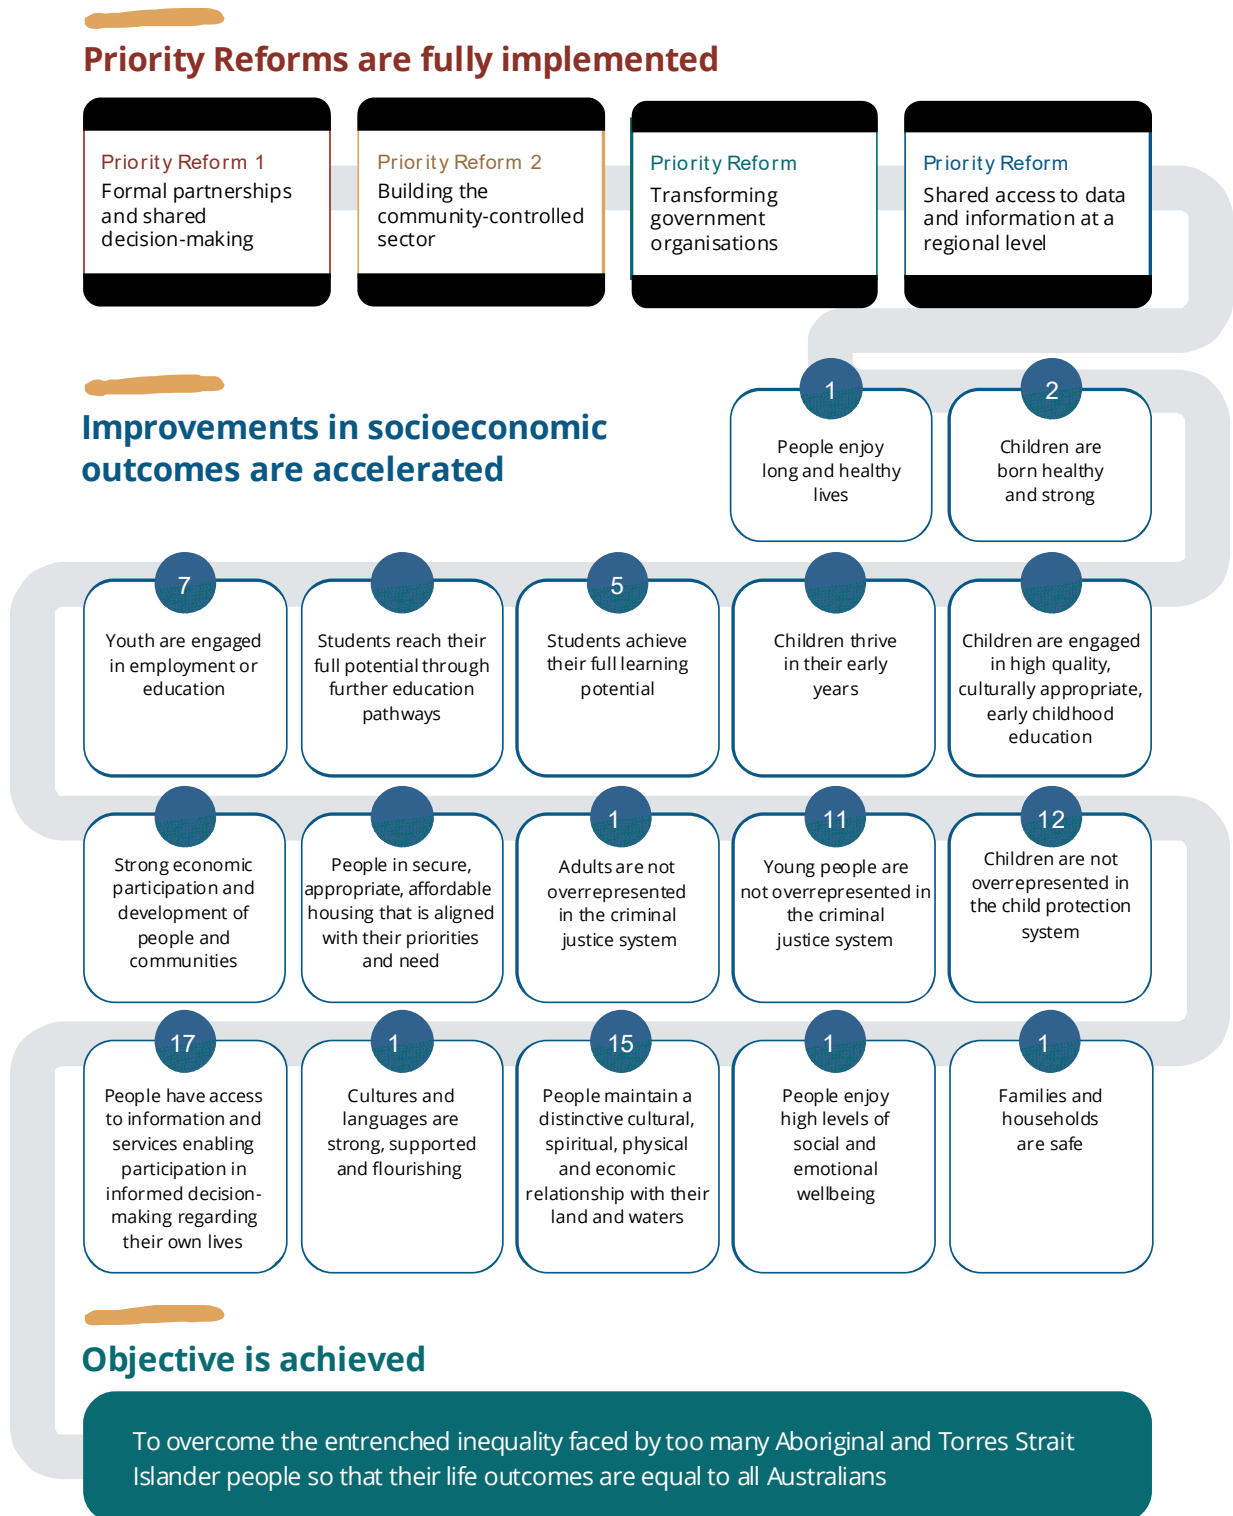 Priority Reforms are fully implemented
Priority Reform 1
Formal partnerships
and shared
decision-making
Priority Reform 2
Building the
community-controlled
sector
Priority Reform
Transforming
government
organisations
Priority Reform
Shared access to data
and information at a
regional level
Improvements in socioeconomic
outcomes are accelerated
1
People enjoy
long and healthy
lives
2
Children are
born healthy
and strong
7
Youth are engaged
in employment or
education
Students reach their
full potential through
further education
pathways
5
Students achieve
their full learning
potential
Children thrive
in their early
years
Children are engaged
in high quality,
culturally appropriate,
early childhood
education
Strong economic
participation and
development of
people and
communities
People in secure,
appropriate, affordable
housing that is aligned
with their priorities
and need
1
Adults are not
overrepresented
in the criminal
justice system
11
Young people are
not overrepresented in
the criminal
justice system
12
Children are not
overrepresented in
the child protection
system
17
People have access
to information and
services enabling
participation in
informed decision-
making regarding
their own lives
1
Cultures and
languages are
strong, supported
and flourishing
15
People maintain a
distinctive cultural,
spiritual, physical
and economic
relationship with their
land and waters
1
People enjoy
high levels of
social and
emotional
wellbeing
1
Families and
households
are safe
Objective is achieved
To overcome the entrenched inequality faced by too many Aboriginal and Torres Strait
Islander people so that their life outcomes are equal to all Australians